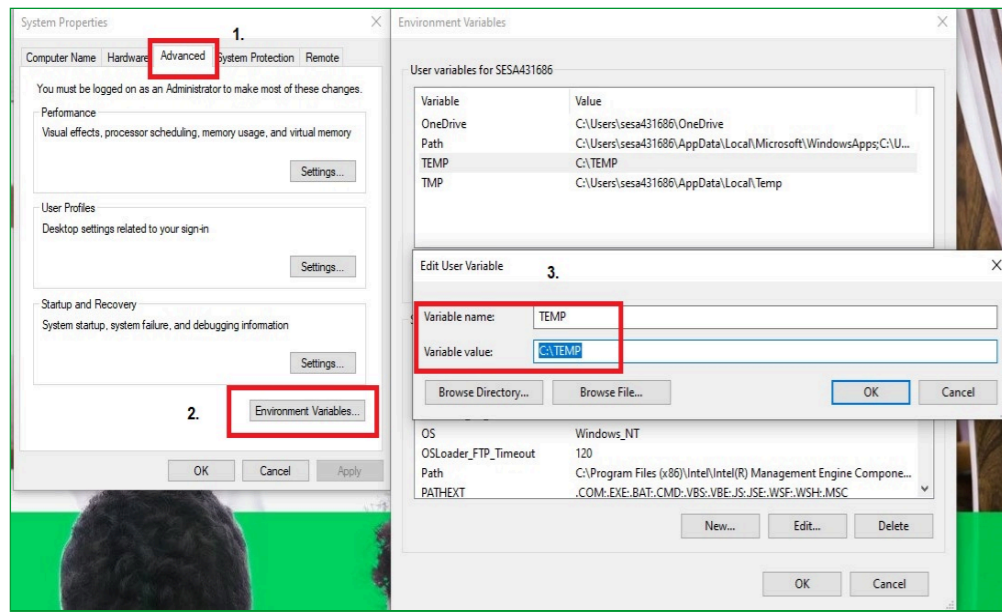 System Properties
1.
Computer Name Hardware Advanced System Protection Remote
You must be logged on as an Administrator to make most of these changes.
Performance
Visual effects, processor scheduling, memory usage, and virtual memory
Settings...
User Profiles
Desktop settings related to your sign-in
Settings...
Startup and Recovery
System startup, system failure, and debugging information
Settings...
2.
Environment Variables...
OK Cancel Apply
Environment Variables
User variables for SESA431686
Variable Value
OneDrive C:\Users\sesa431686\OneDrive
Path C:\Users\sesa431686\AppData\Local\Microsoft\WindowsApps;C:\U...
TEMP C:\TEMP
TMP C:\Users\sesa431686\AppData\Local\Temp
Edit User Variable
3.
Variable name: TEMP
Variable value: C:\TEMP
Browse Directory... Browse File... OK Cancel
OS Windows_NT
OSLoader_FTP_Timeout 120
Path C:\Program Files (x86)\Intel\Intel(R) Management Engine Compone...
PATHEXT .COM;.EXE;.BAT;.CMD;.VBS;.VBE;.JS;.JSE;.WSF;.WSH;.MSC
New... Edit... Delete
OK Cancel